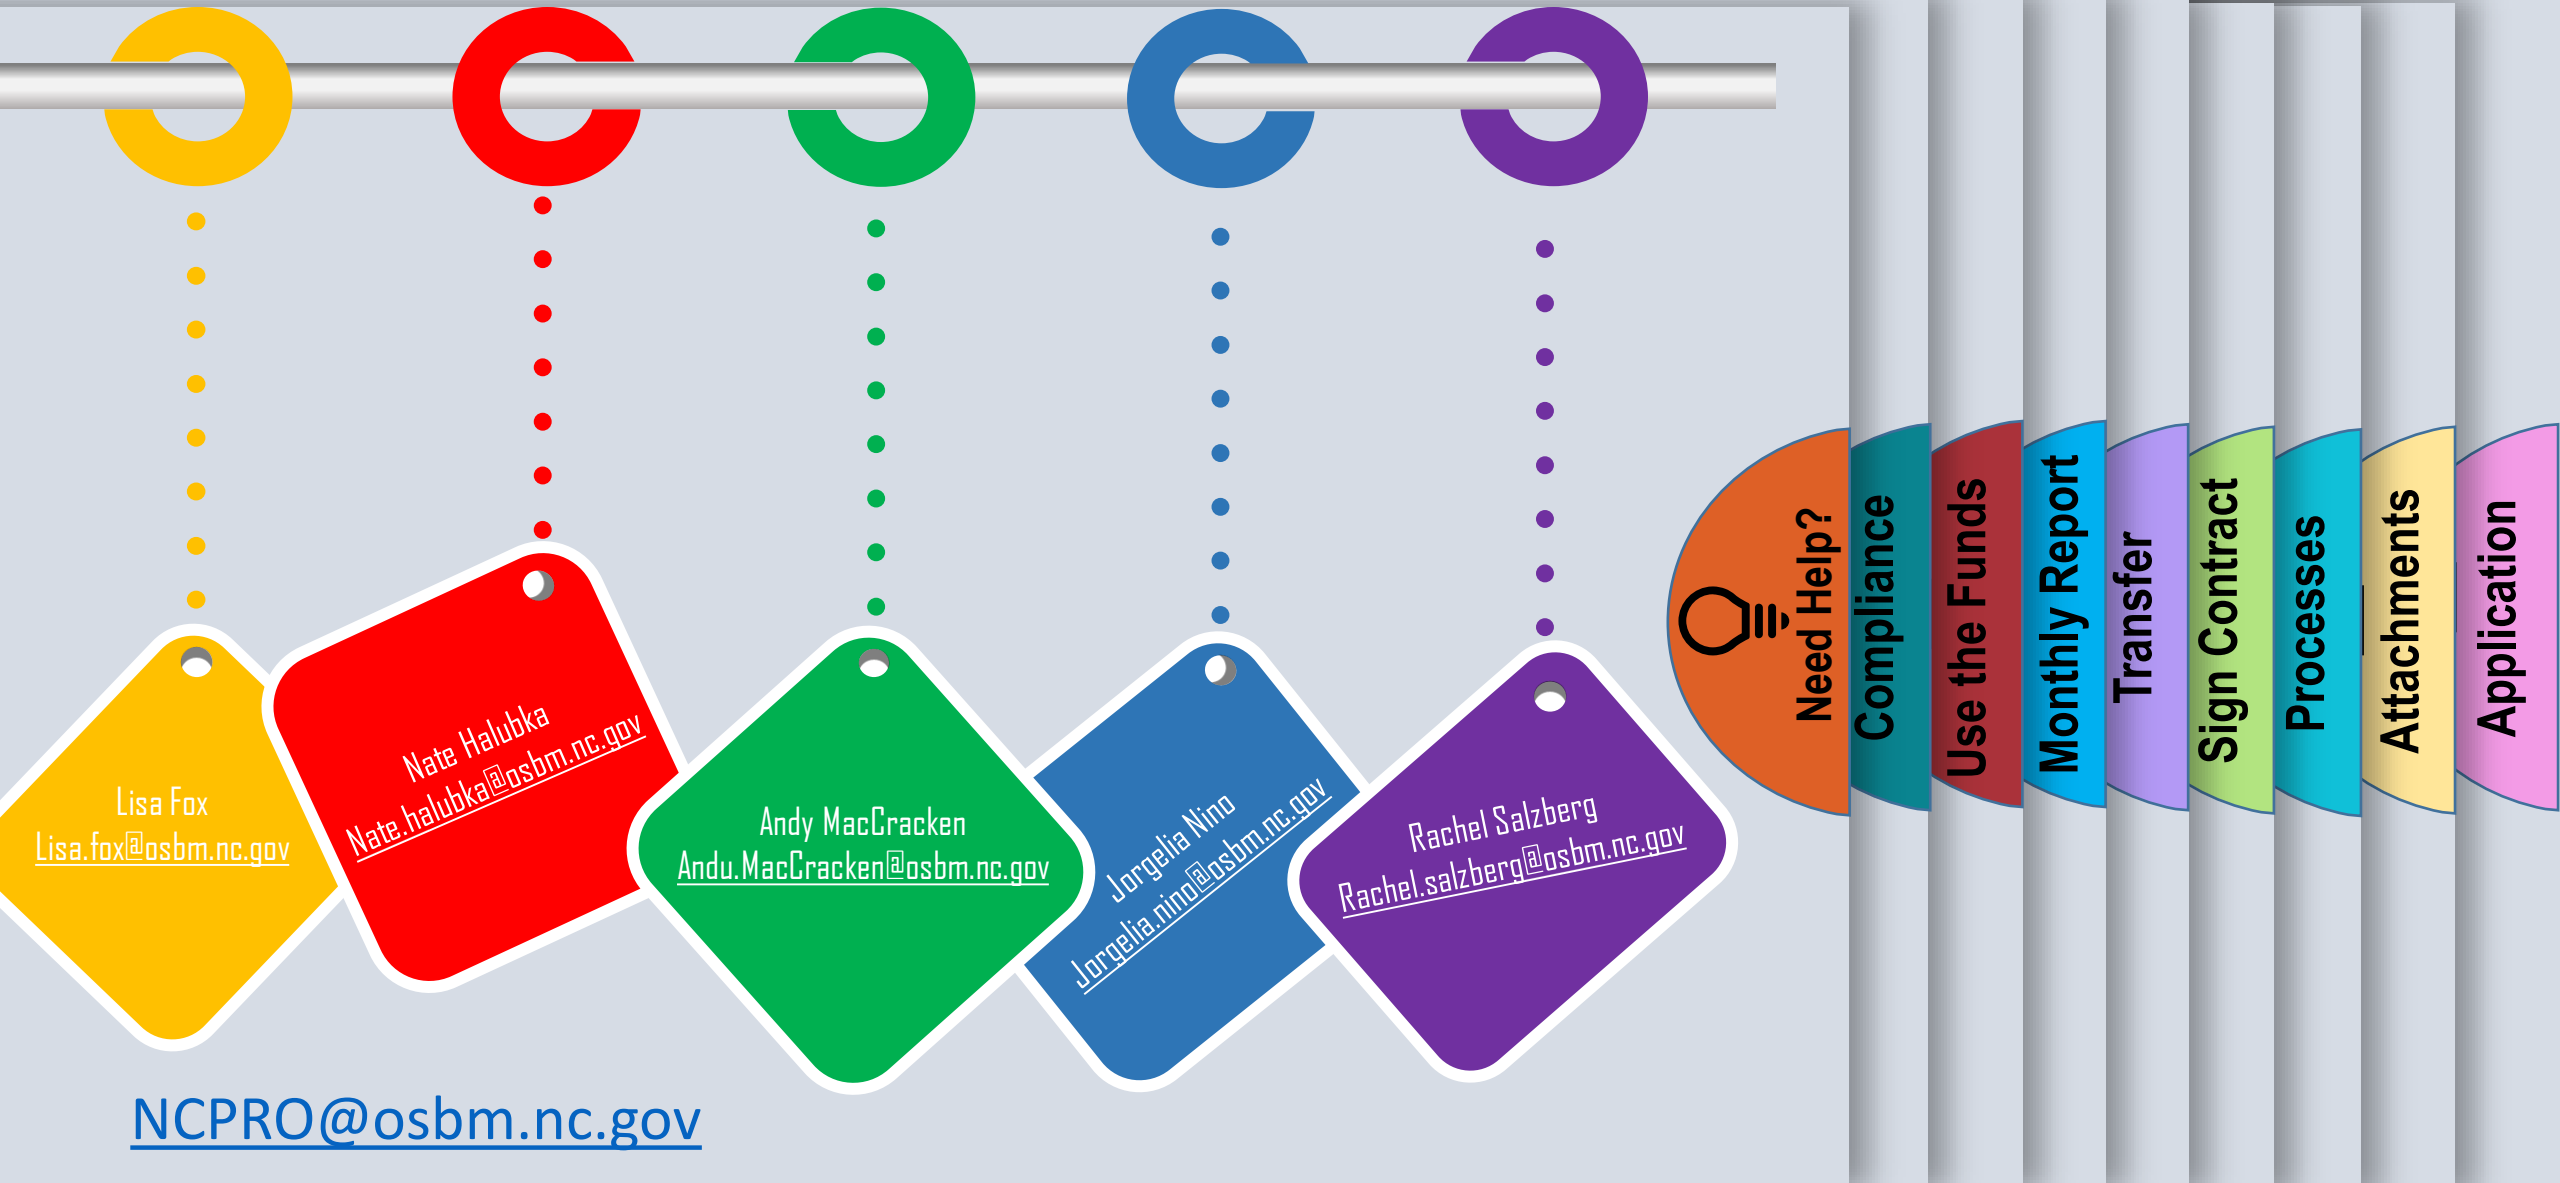 Lisa Fox
Lisa.fox@osbm.nc.gov
Nate Halubka
Nate.halubka@osbm.nc.gov
Andy MacCracken
Andu.MacCracken@osbm.nc.gov
Jorgelia Nino
Jorgelia.nino@osbm.nc.gov
Rachel Salzberg
Rachel.salzberg@osbm.nc.gov
NCPRO@osbm.nc.gov
Need Help?
Compliance
Use the Funds
Monthly Report
Transfer
Sign Contract
Processes
Attachments
Application